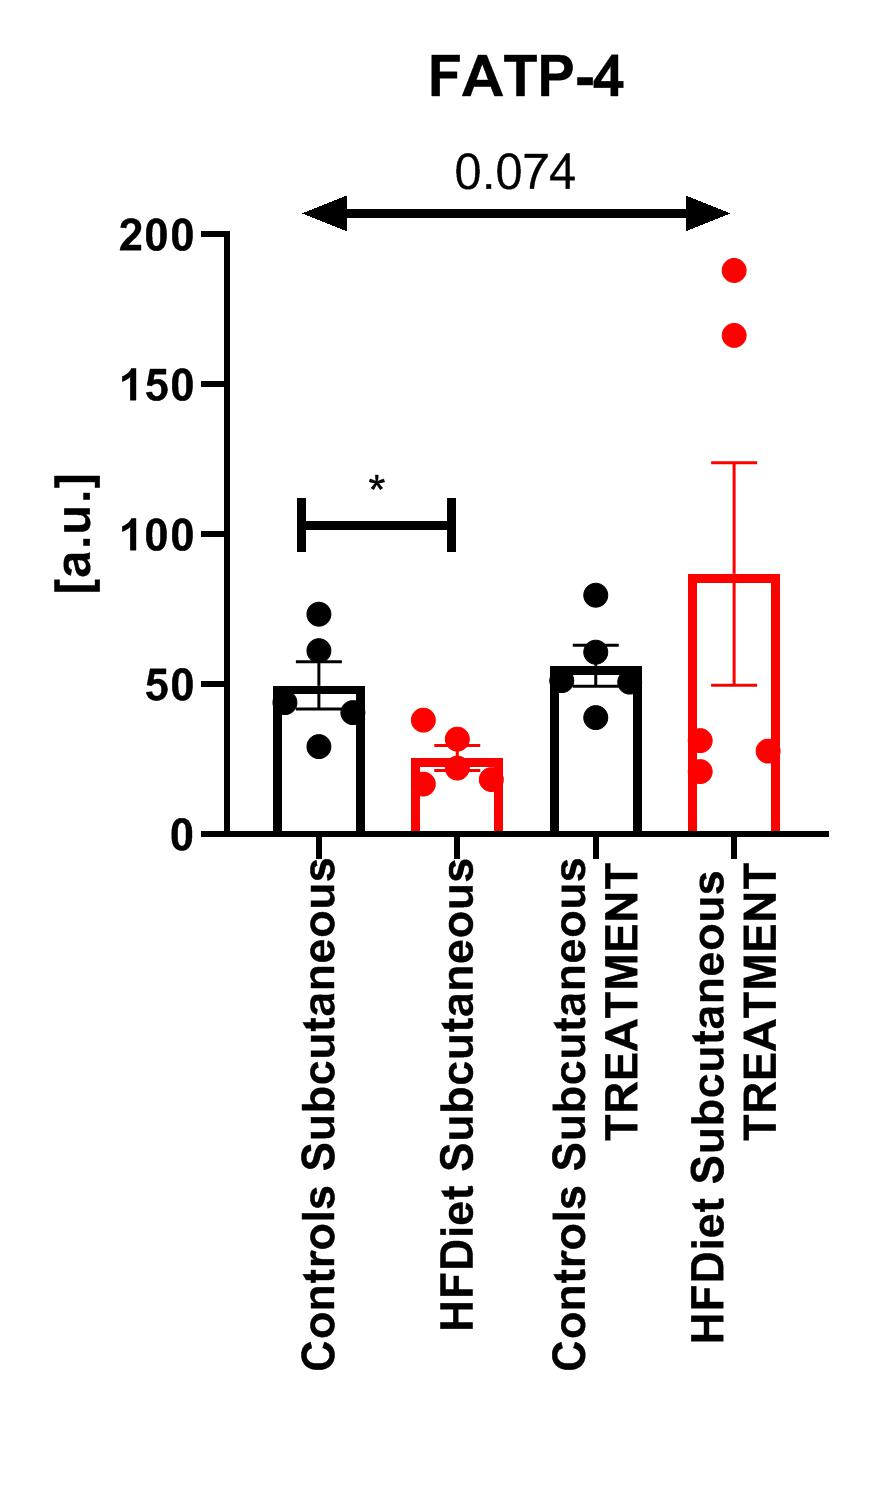 FATP-4
0.074
200
150
100
50
0
[a.u.]
*
Controls Subcutaneous
HFDiet Subcutaneous
Controls Subcutaneous
TREATMENT
HFDiet Subcutaneous
TREATMENT